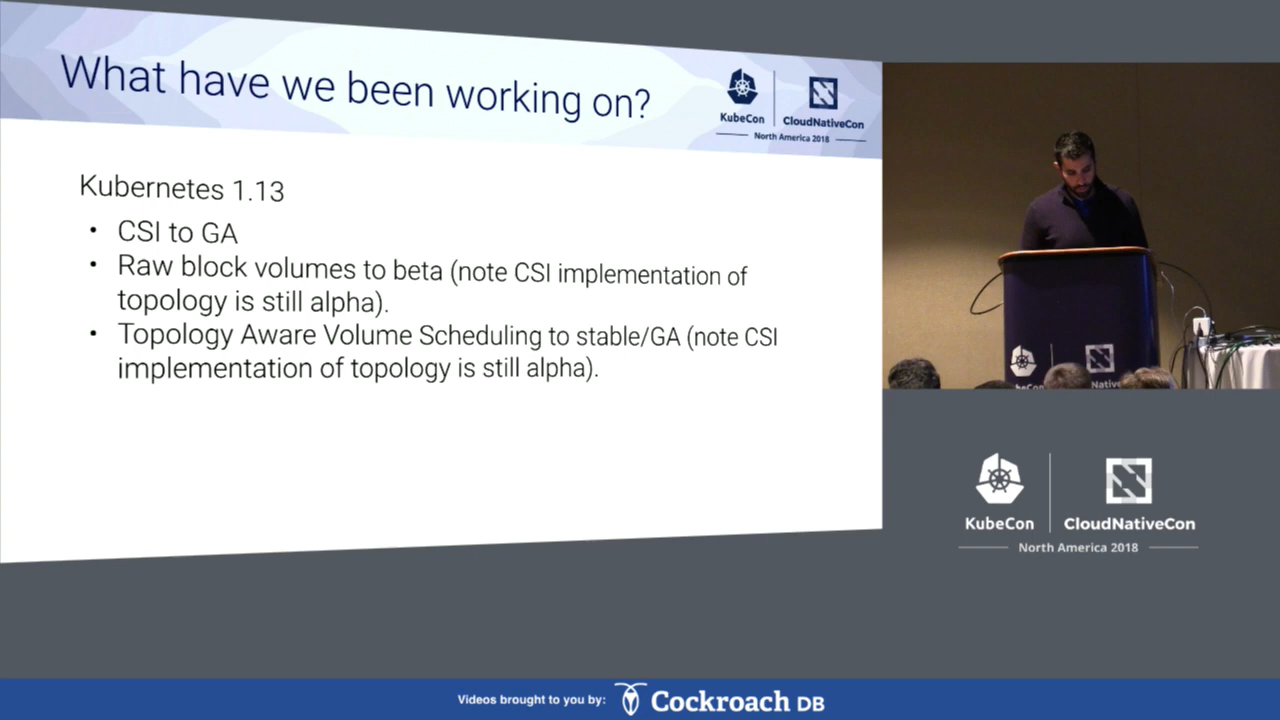 What have we been working on?
KubeCon
CloudNativeCon
North America 2018
Kubernetes 1.13
• CSI to GA
• Raw block volumes to beta (note CSI implementation of
topology is still alpha).
• Topology Aware Volume Scheduling to stable/GA (note CSI
implementation of topology is still alpha).
KubeCon
CloudNativeCon
North America 2018
Videos brought to you by: Cockroach DB